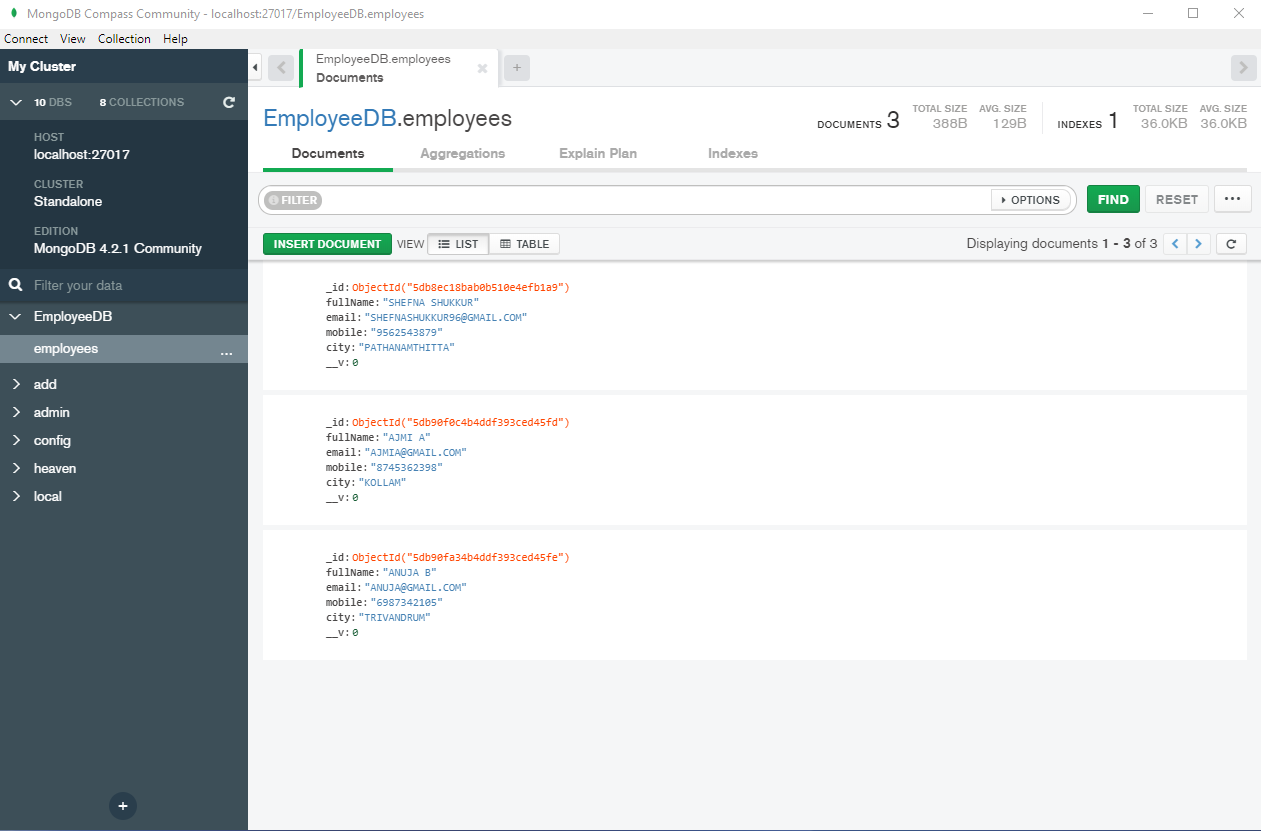 MongoDB Compass Community - localhost:27017/EmployeeDB.employees
Connect View Collection Help
My Cluster
10 DBS 8 COLLECTIONS
HOST
localhost:27017
CLUSTER
Standalone
EDITION
MongoDB 4.2.1 Community
Filter your data
EmployeeDB
employees ...
add
admin
config
heaven
local
+
EmployeeDB.employees
Documents
+
EmployeeDB.employees
DOCUMENTS 3
TOTAL SIZE AVG. SIZE
388B 129B
INDEXES 1
TOTAL SIZE AVG. SIZE
36.0KB 36.0KB
Documents Aggregations Explain Plan Indexes
FILTER OPTIONS FIND RESET ...
INSERT DOCUMENT VIEW LIST TABLE Displaying documents 1 - 3 of 3
_id: ObjectId("5db8ec18bab0b510e4efb1a9")
fullName: "SHEFNA SHUKKUR"
email: "SHEFNASHUKKUR96@GMAIL.COM"
mobile: "9562543879"
city: "PATHANAMTHITTA"
__v: 0
_id: ObjectId("5db90f0c4b4ddf393ced45fd")
fullName: "AJMI A"
email: "AJMIA@GMAIL.COM"
mobile: "8745362398"
city: "KOLLAM"
__v: 0
_id: ObjectId("5db90fa34b4ddf393ced45fe")
fullName: "ANUJA B"
email: "ANUJA@GMAIL.COM"
mobile: "6987342105"
city: "TRIVANDRUM"
__v: 0